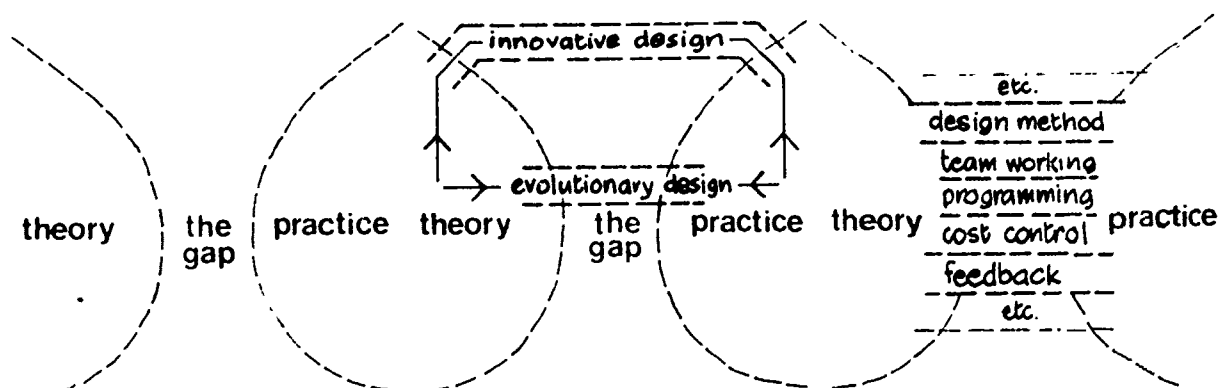 innovative design
etc.
design method
team working
evolutionary design
programming
theory the gap practice theory the gap practice theory cost control practice
feedback
etc.